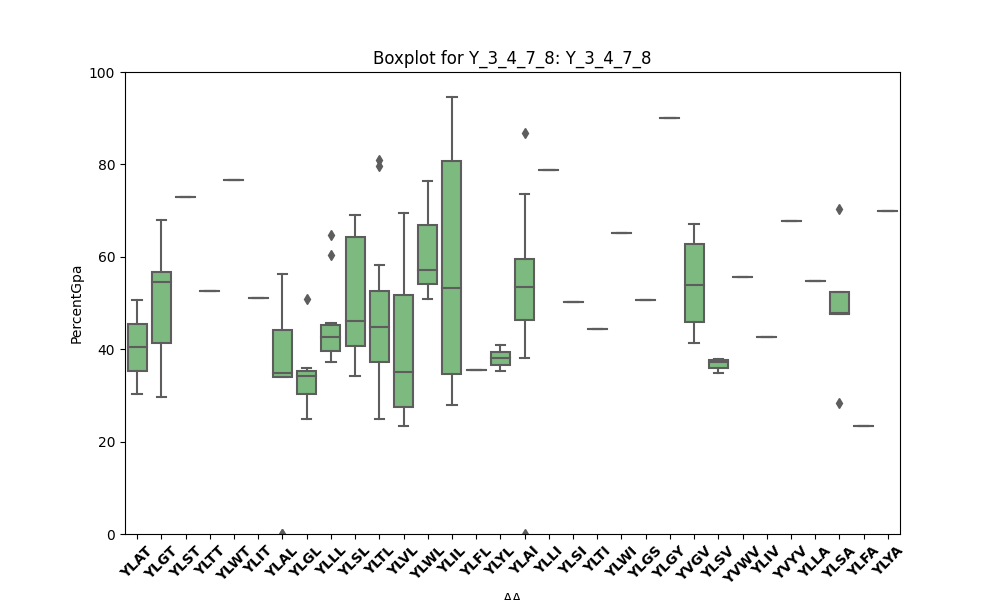 Boxplot for Y_3_4_7_8: Y_3_4_7_8
100
80
60
40
20
0
PercentGpa
YLAT YLGT YLST YLTT YLWT YLIT YLAL YLGL YLLL YLSL YLTL YLVL YLWL YLIL YLFL YLYL YLAI YLLI YLSI YLTI YLWI YLGS YLGY YVGV YLSV YVWV YLIV YVYV YLLA YLSA YLFA YLYA
AA